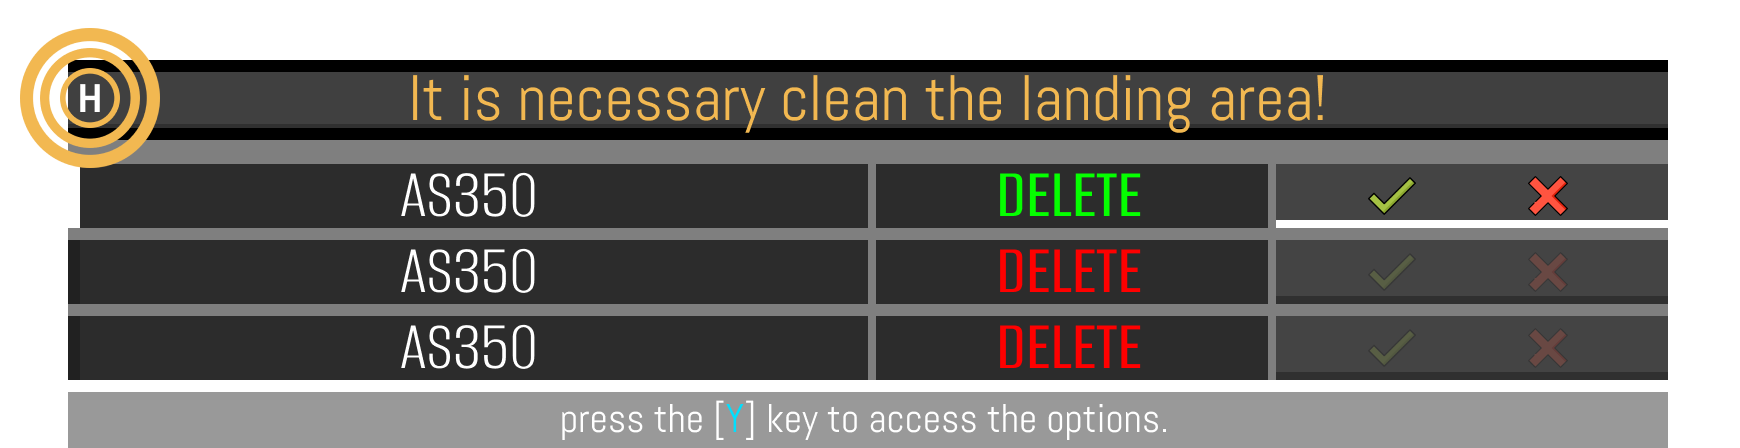 H
It is necessary clean the landing area!
AS350 DELETE
AS350 DELETE
AS350 DELETE
press the [Y] key to access the options.